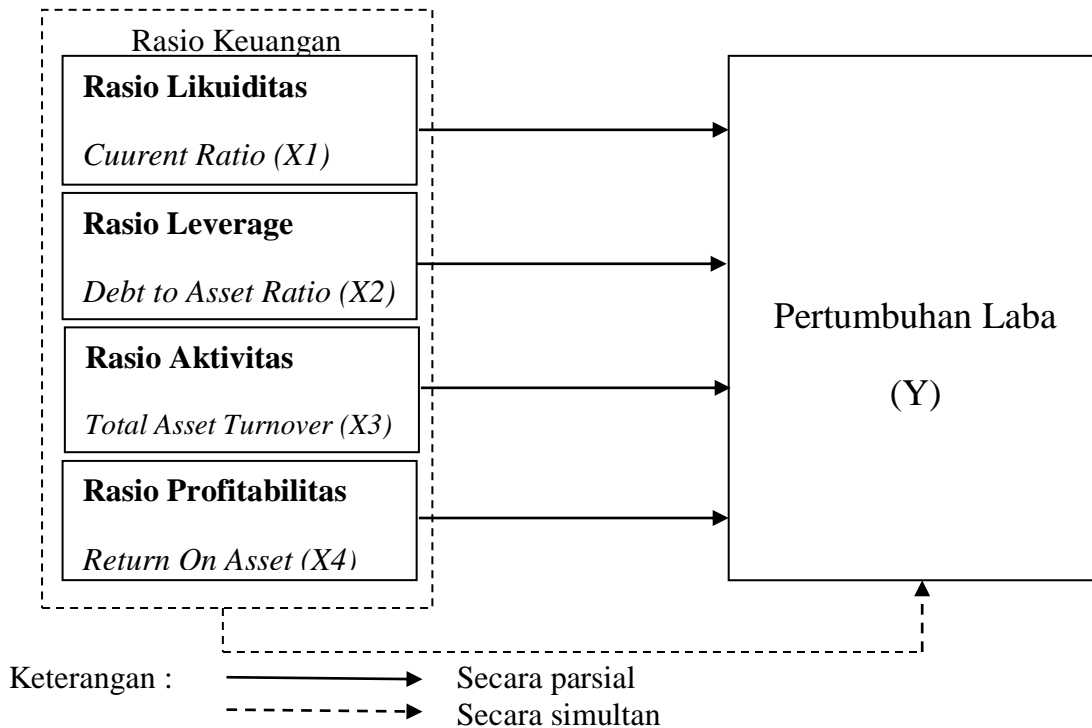 Rasio Keuangan
Rasio Likuiditas
Cuurent Ratio (X1)
Rasio Leverage
Debt to Asset Ratio (X2)
Rasio Aktivitas
Total Asset Turnover (X3)
Rasio Profitabilitas
Return On Asset (X4)
Pertumbuhan Laba
(Y)
Keterangan :
Secara parsial
Secara simultan